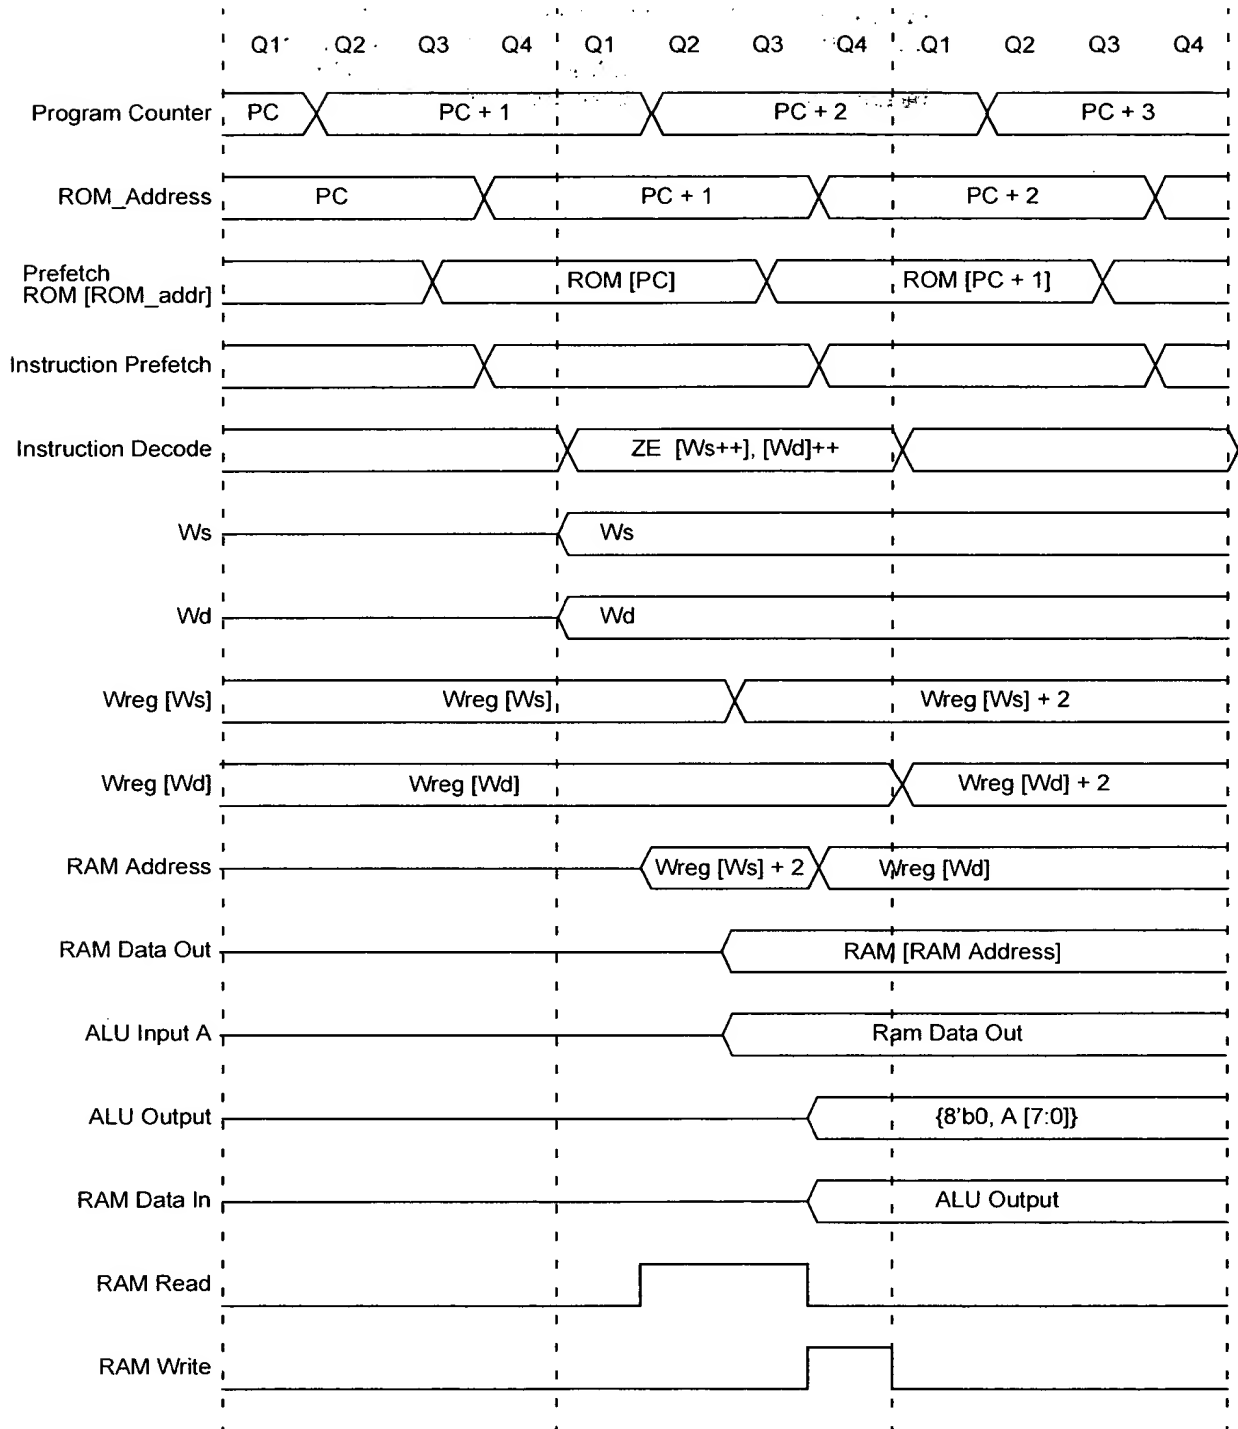 Q1 Q2 Q3 Q4 Q1 Q2 Q3 Q4 Q1 Q2 Q3 Q4
Program Counter PC PC + 1 PC + 2 PC + 3
ROM_Address PC PC + 1 PC + 2
Prefetch
ROM [ROM_addr] ROM [PC] ROM [PC + 1]
Instruction Prefetch
Instruction Decode ZE [Ws++], [Wd]++
Ws Ws
Wd Wd
Wreg [Ws] Wreg [Ws] Wreg [Ws] + 2
Wreg [Wd] Wreg [Wd] Wreg [Wd] + 2
RAM Address Wreg [Ws] + 2 Wreg [Wd]
RAM Data Out RAM [RAM Address]
ALU Input A Ram Data Out
ALU Output {8'b0, A [7:0]}
RAM Data In ALU Output
RAM Read
RAM Write